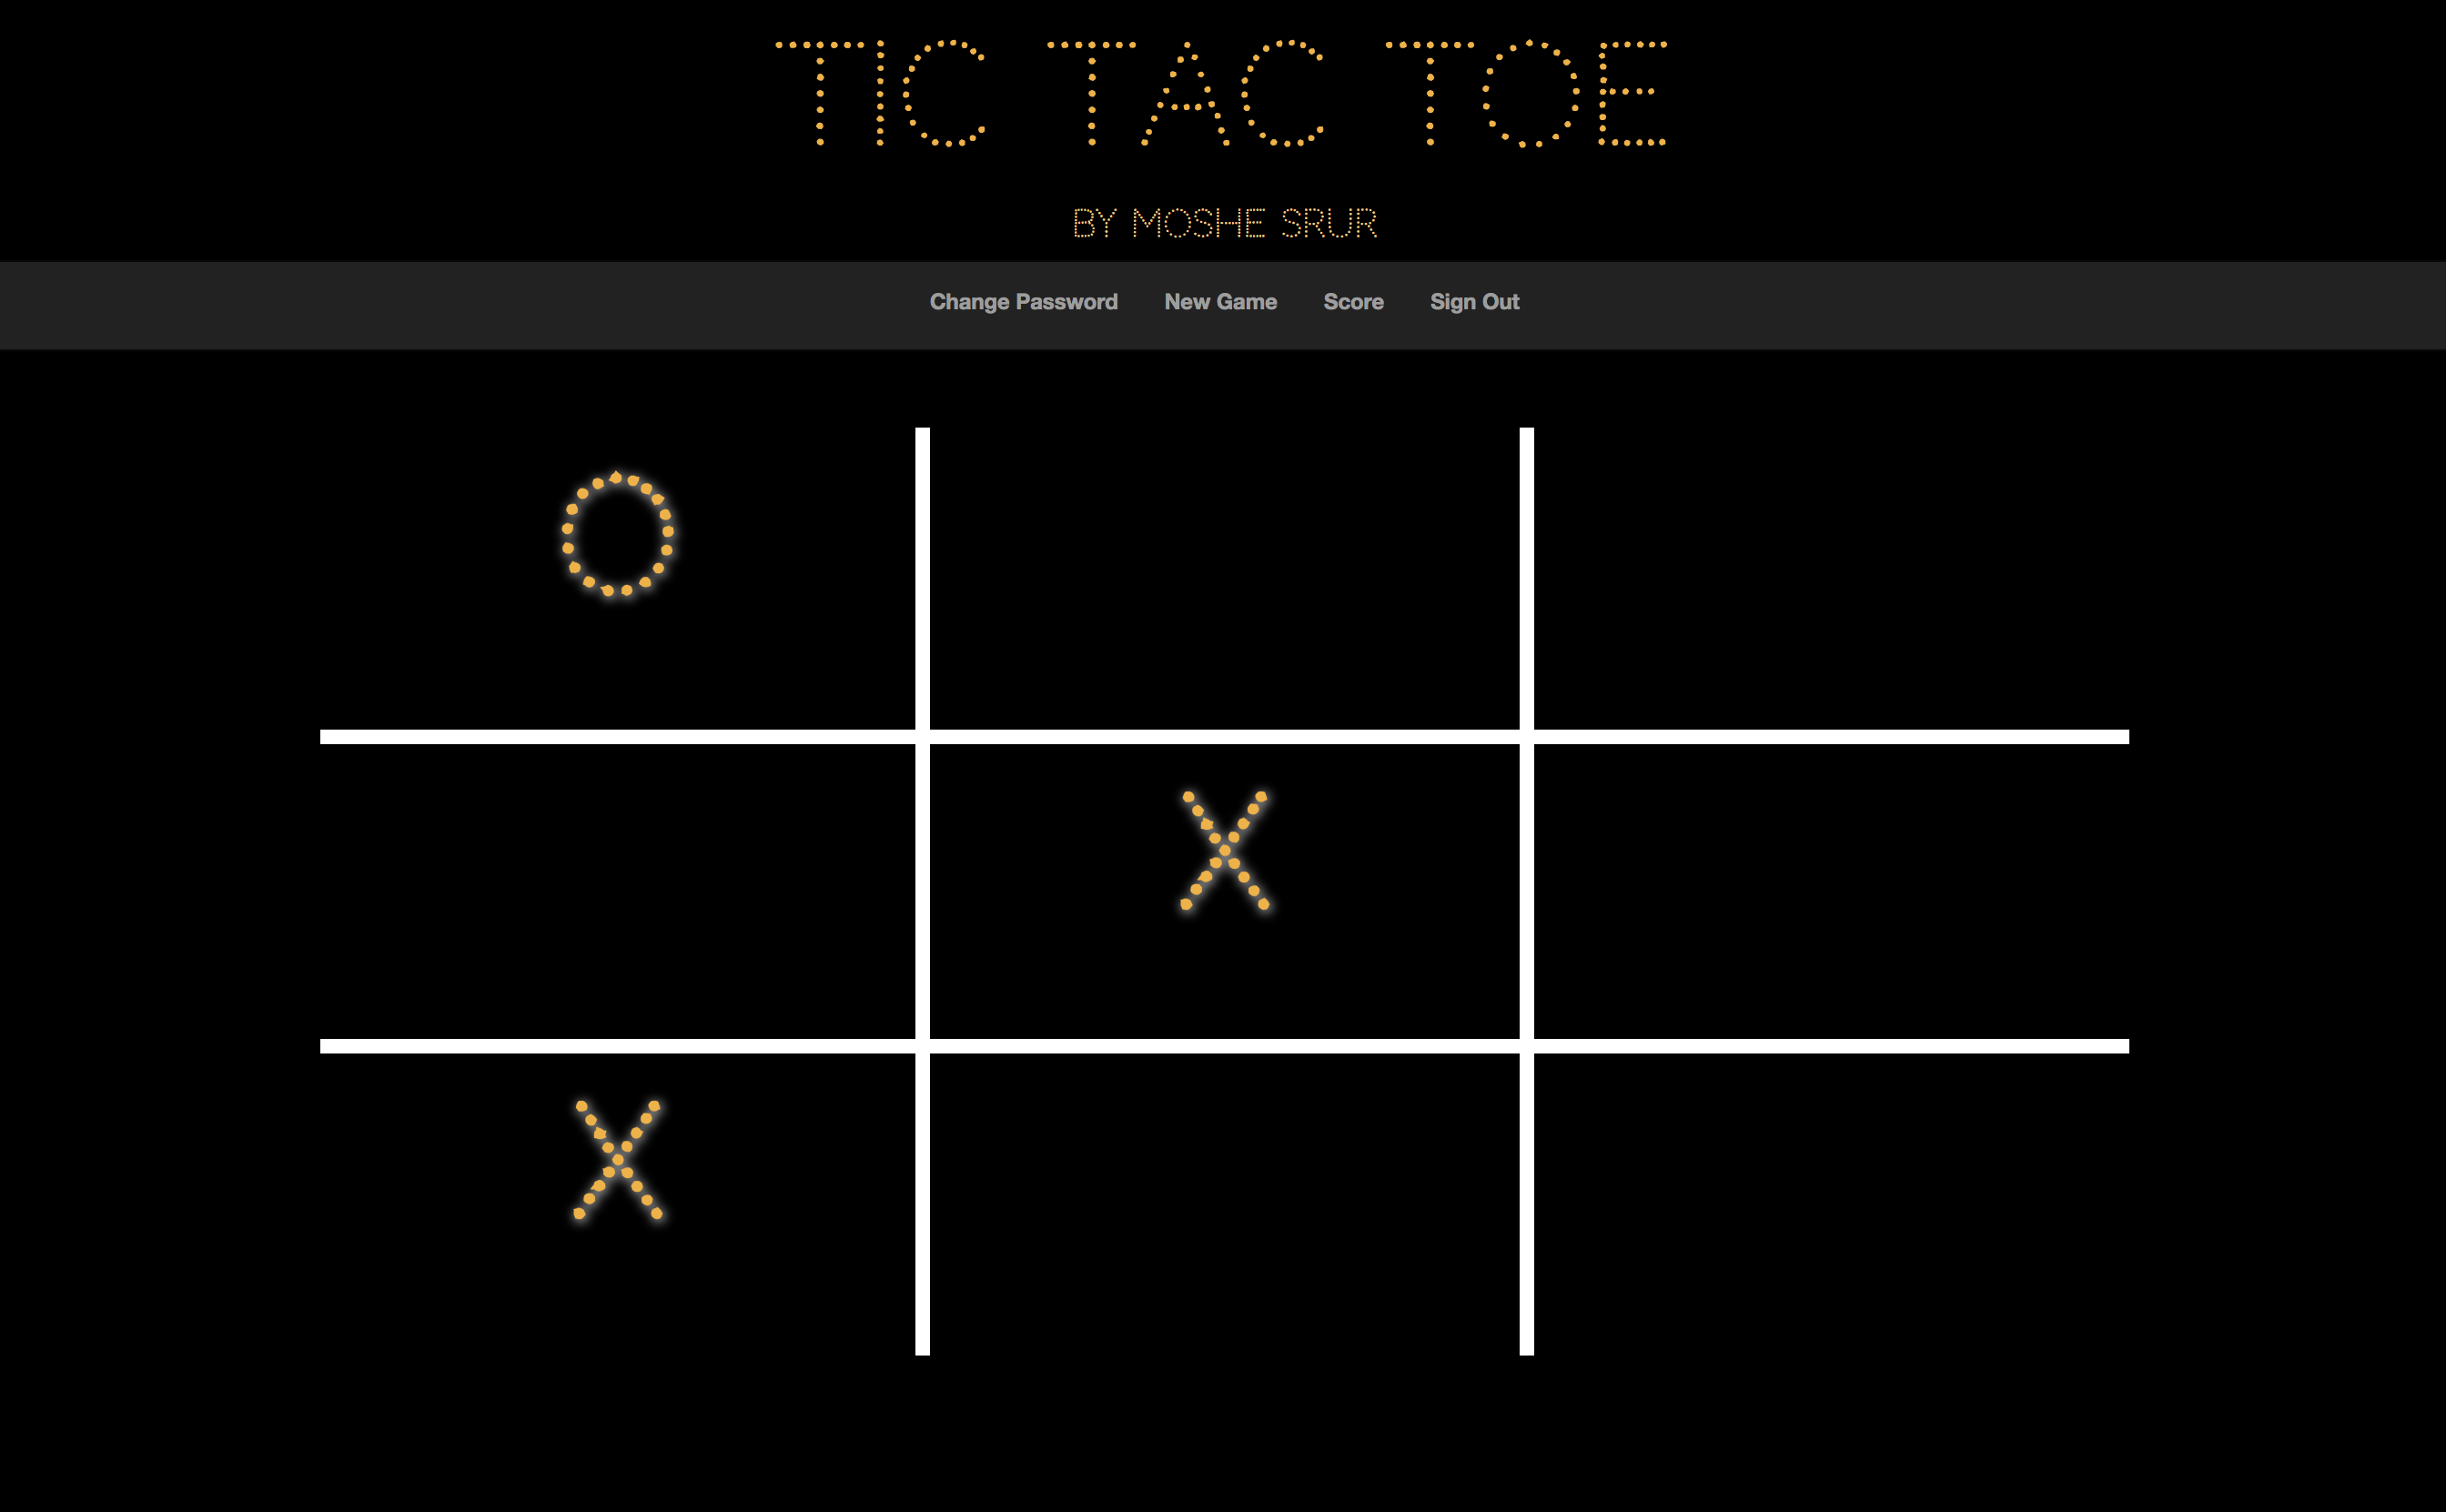 TIC TAC TOE
BY MOSHE SRUR
Change Password New Game Score Sign Out
O
X
X